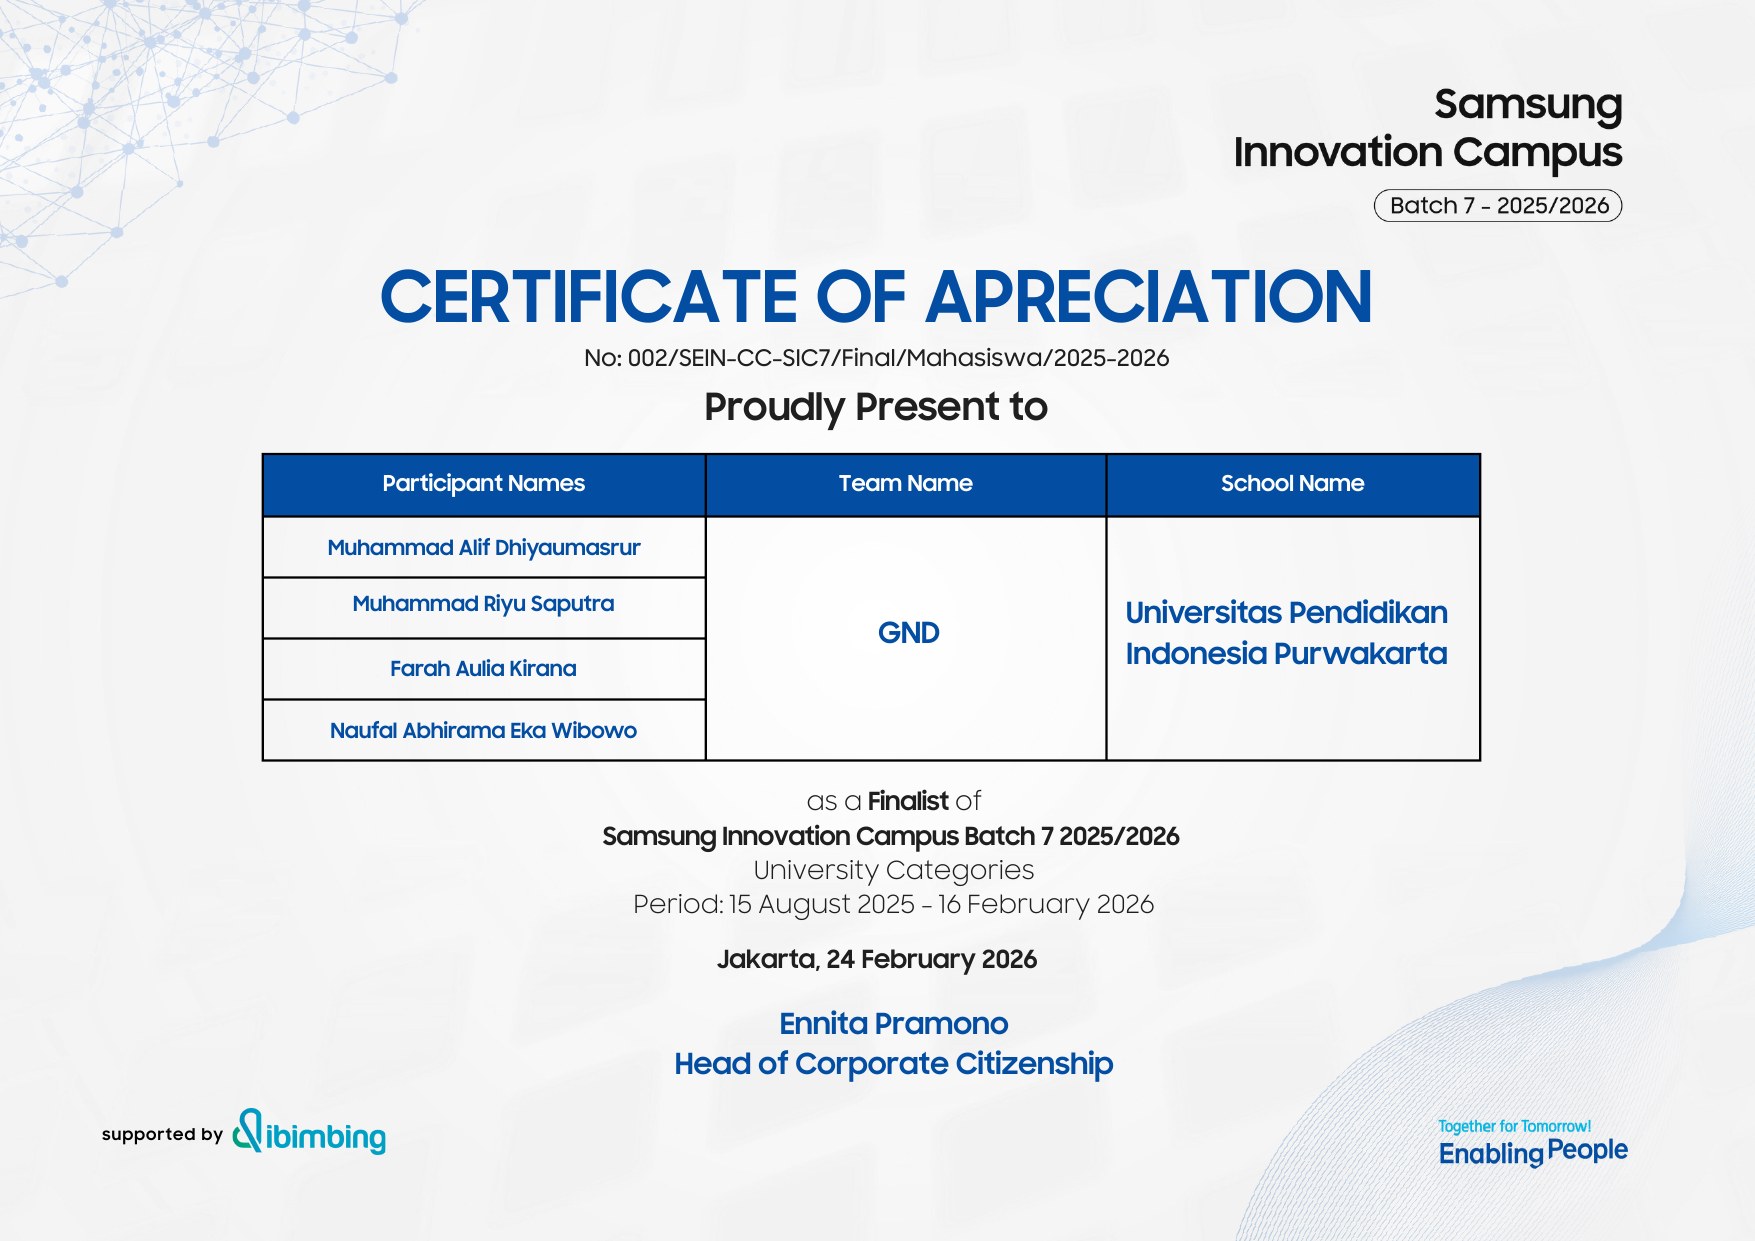 Samsung
Innovation Campus
Batch 7 - 2025/2026
CERTIFICATE OF APRECIATION
No: 002/SEIN-CC-SIC7/Final/Mahasiswa/2025-2026
Proudly Present to
Participant Names
Team Name
School Name
Muhammad Alif Dhiyaumasrur
Muhammad Riyu Saputra
Farah Aulia Kirana
Naufal Abhirama Eka Wibowo
GND
Universitas Pendidikan
Indonesia Purwakarta
as a Finalist of
Samsung Innovation Campus Batch 7 2025/2026
University Categories
Period: 15 August 2025 - 16 February 2026
Jakarta, 24 February 2026
Ennita Pramono
Head of Corporate Citizenship
supported by dibimbing
Together for Tomorrow!
Enabling People